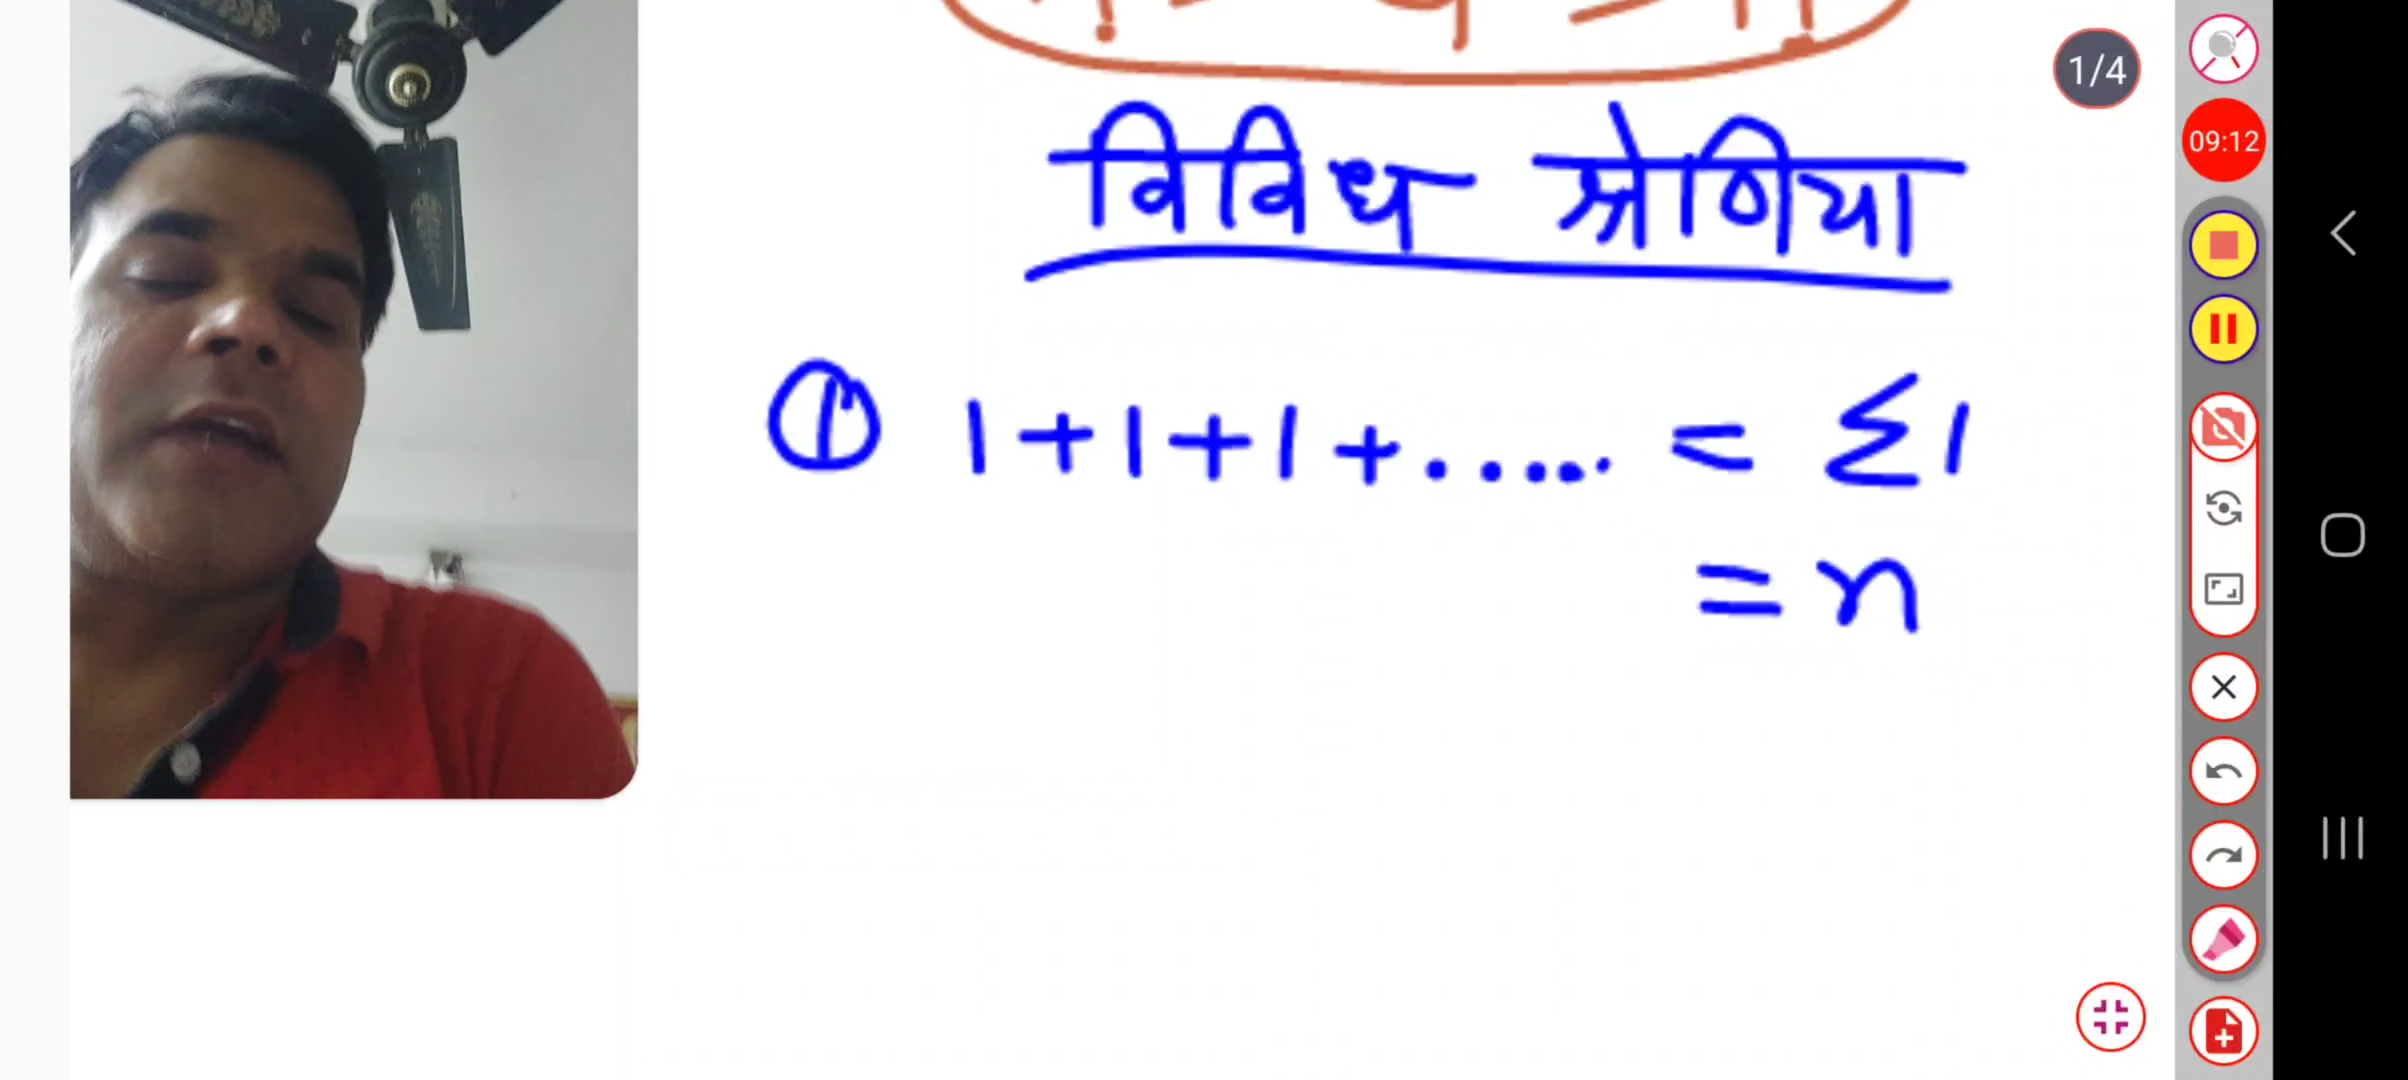 1/4
09:12
विविध श्रेणिया
① 1+1+1+..... = Σ1
= n